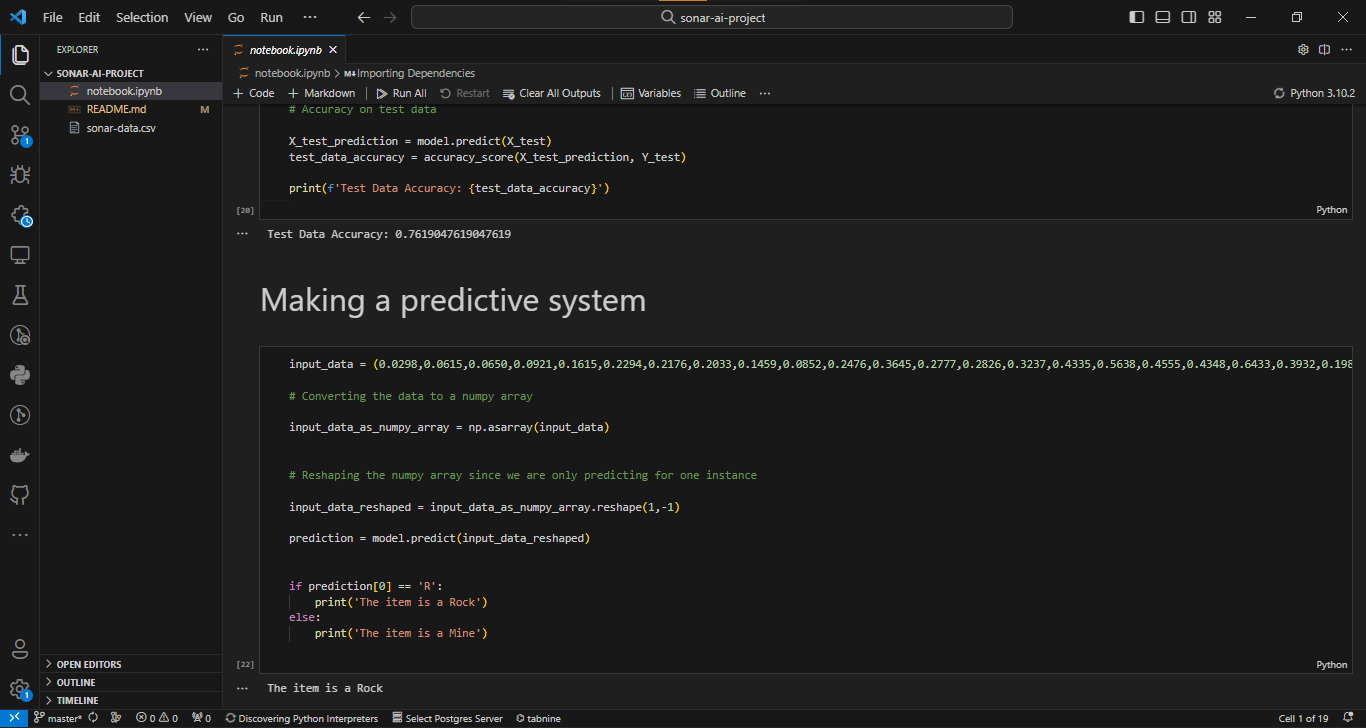 File Edit Selection View Go Run ··· sonar-ai-project
EXPLORER ···
notebook.ipynb
SONAR-AI-PROJECT
notebook.ipynb
README.md M
sonar-data.csv
notebook.ipynb > M↓ Importing Dependencies
+ Code + Markdown | Run All Restart Clear All Outputs | Variables Outline ···
Python 3.10.2
# Accuracy on test data
X_test_prediction = model.predict(X_test)
test_data_accuracy = accuracy_score(X_test_prediction, Y_test)
print(f'Test Data Accuracy: {test_data_accuracy}')
[20]
Python
··· Test Data Accuracy: 0.7619047619047619
Making a predictive system
input_data = (0.0298,0.0615,0.0650,0.0921,0.1615,0.2294,0.2176,0.2033,0.1459,0.0852,0.2476,0.3645,0.2777,0.2826,0.3237,0.4335,0.5638,0.4555,0.4348,0.6433,0.3932,0.198
# Converting the data to a numpy array
input_data_as_numpy_array = np.asarray(input_data)
# Reshaping the numpy array since we are only predicting for one instance
input_data_reshaped = input_data_as_numpy_array.reshape(1,-1)
prediction = model.predict(input_data_reshaped)
if prediction[0] == 'R':
print('The item is a Rock')
else:
print('The item is a Mine')
[22]
Python
··· The item is a Rock
OPEN EDITORS
OUTLINE
TIMELINE
1
1
master* 0 0 0 Discovering Python Interpreters Select Postgres Server tabnine Cell 1 of 19